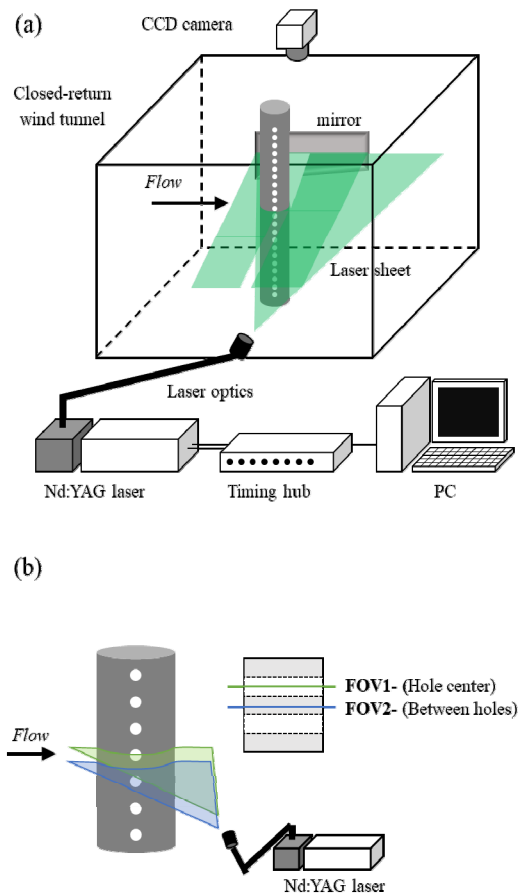 (a)
CCD camera
Closed-return
wind tunnel
mirror
Flow
Laser sheet
Laser optics
Nd:YAG laser
Timing hub
PC
(b)
FOV1- (Hole center)
FOV2- (Between holes)
Flow
Nd:YAG laser